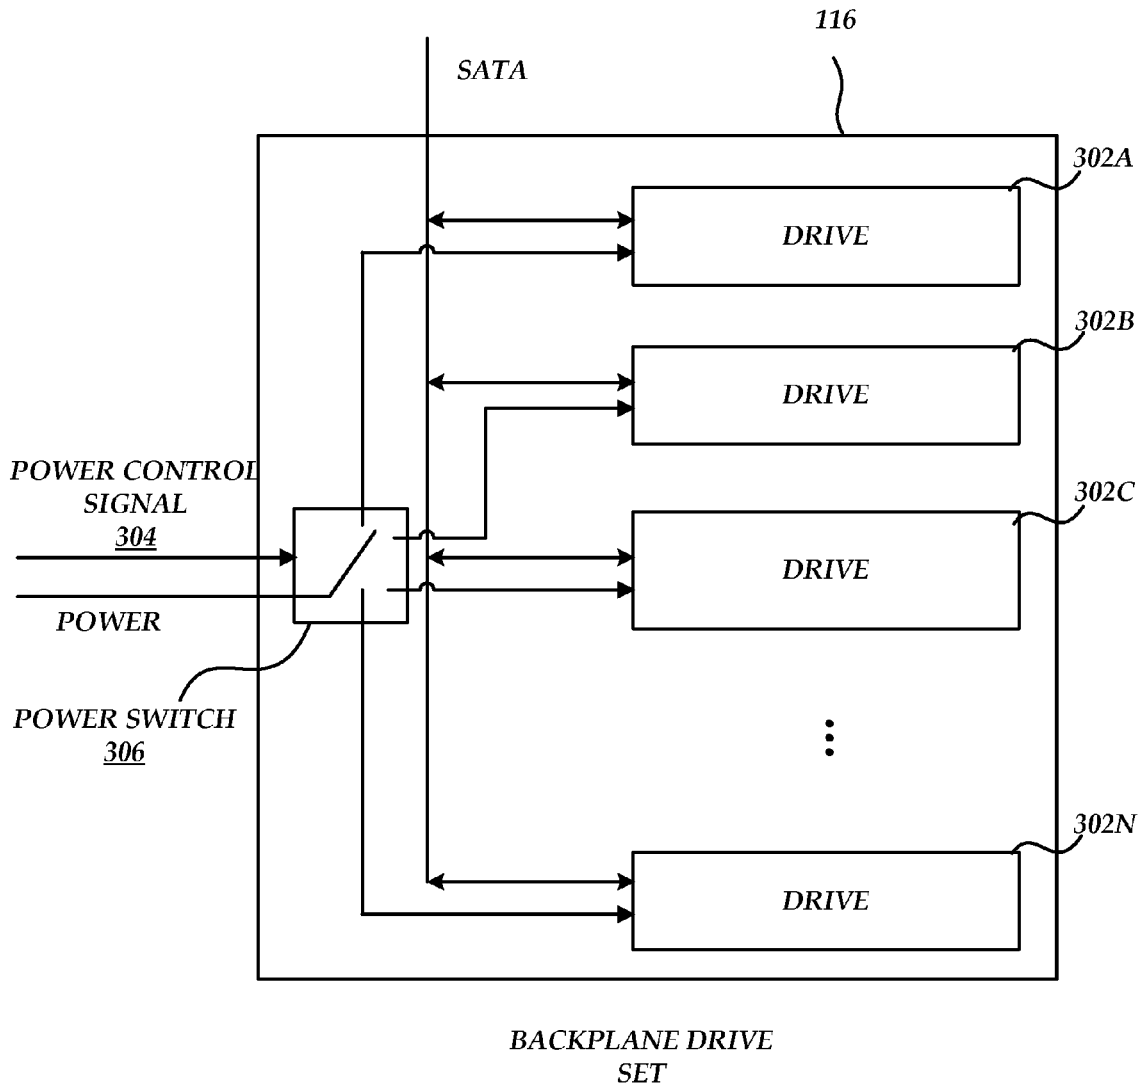 116
SATA
302A
DRIVE
302B
DRIVE
POWER CONTROL
SIGNAL
304
302C
DRIVE
POWER
POWER SWITCH
306
302N
DRIVE
BACKPLANE DRIVE
SET